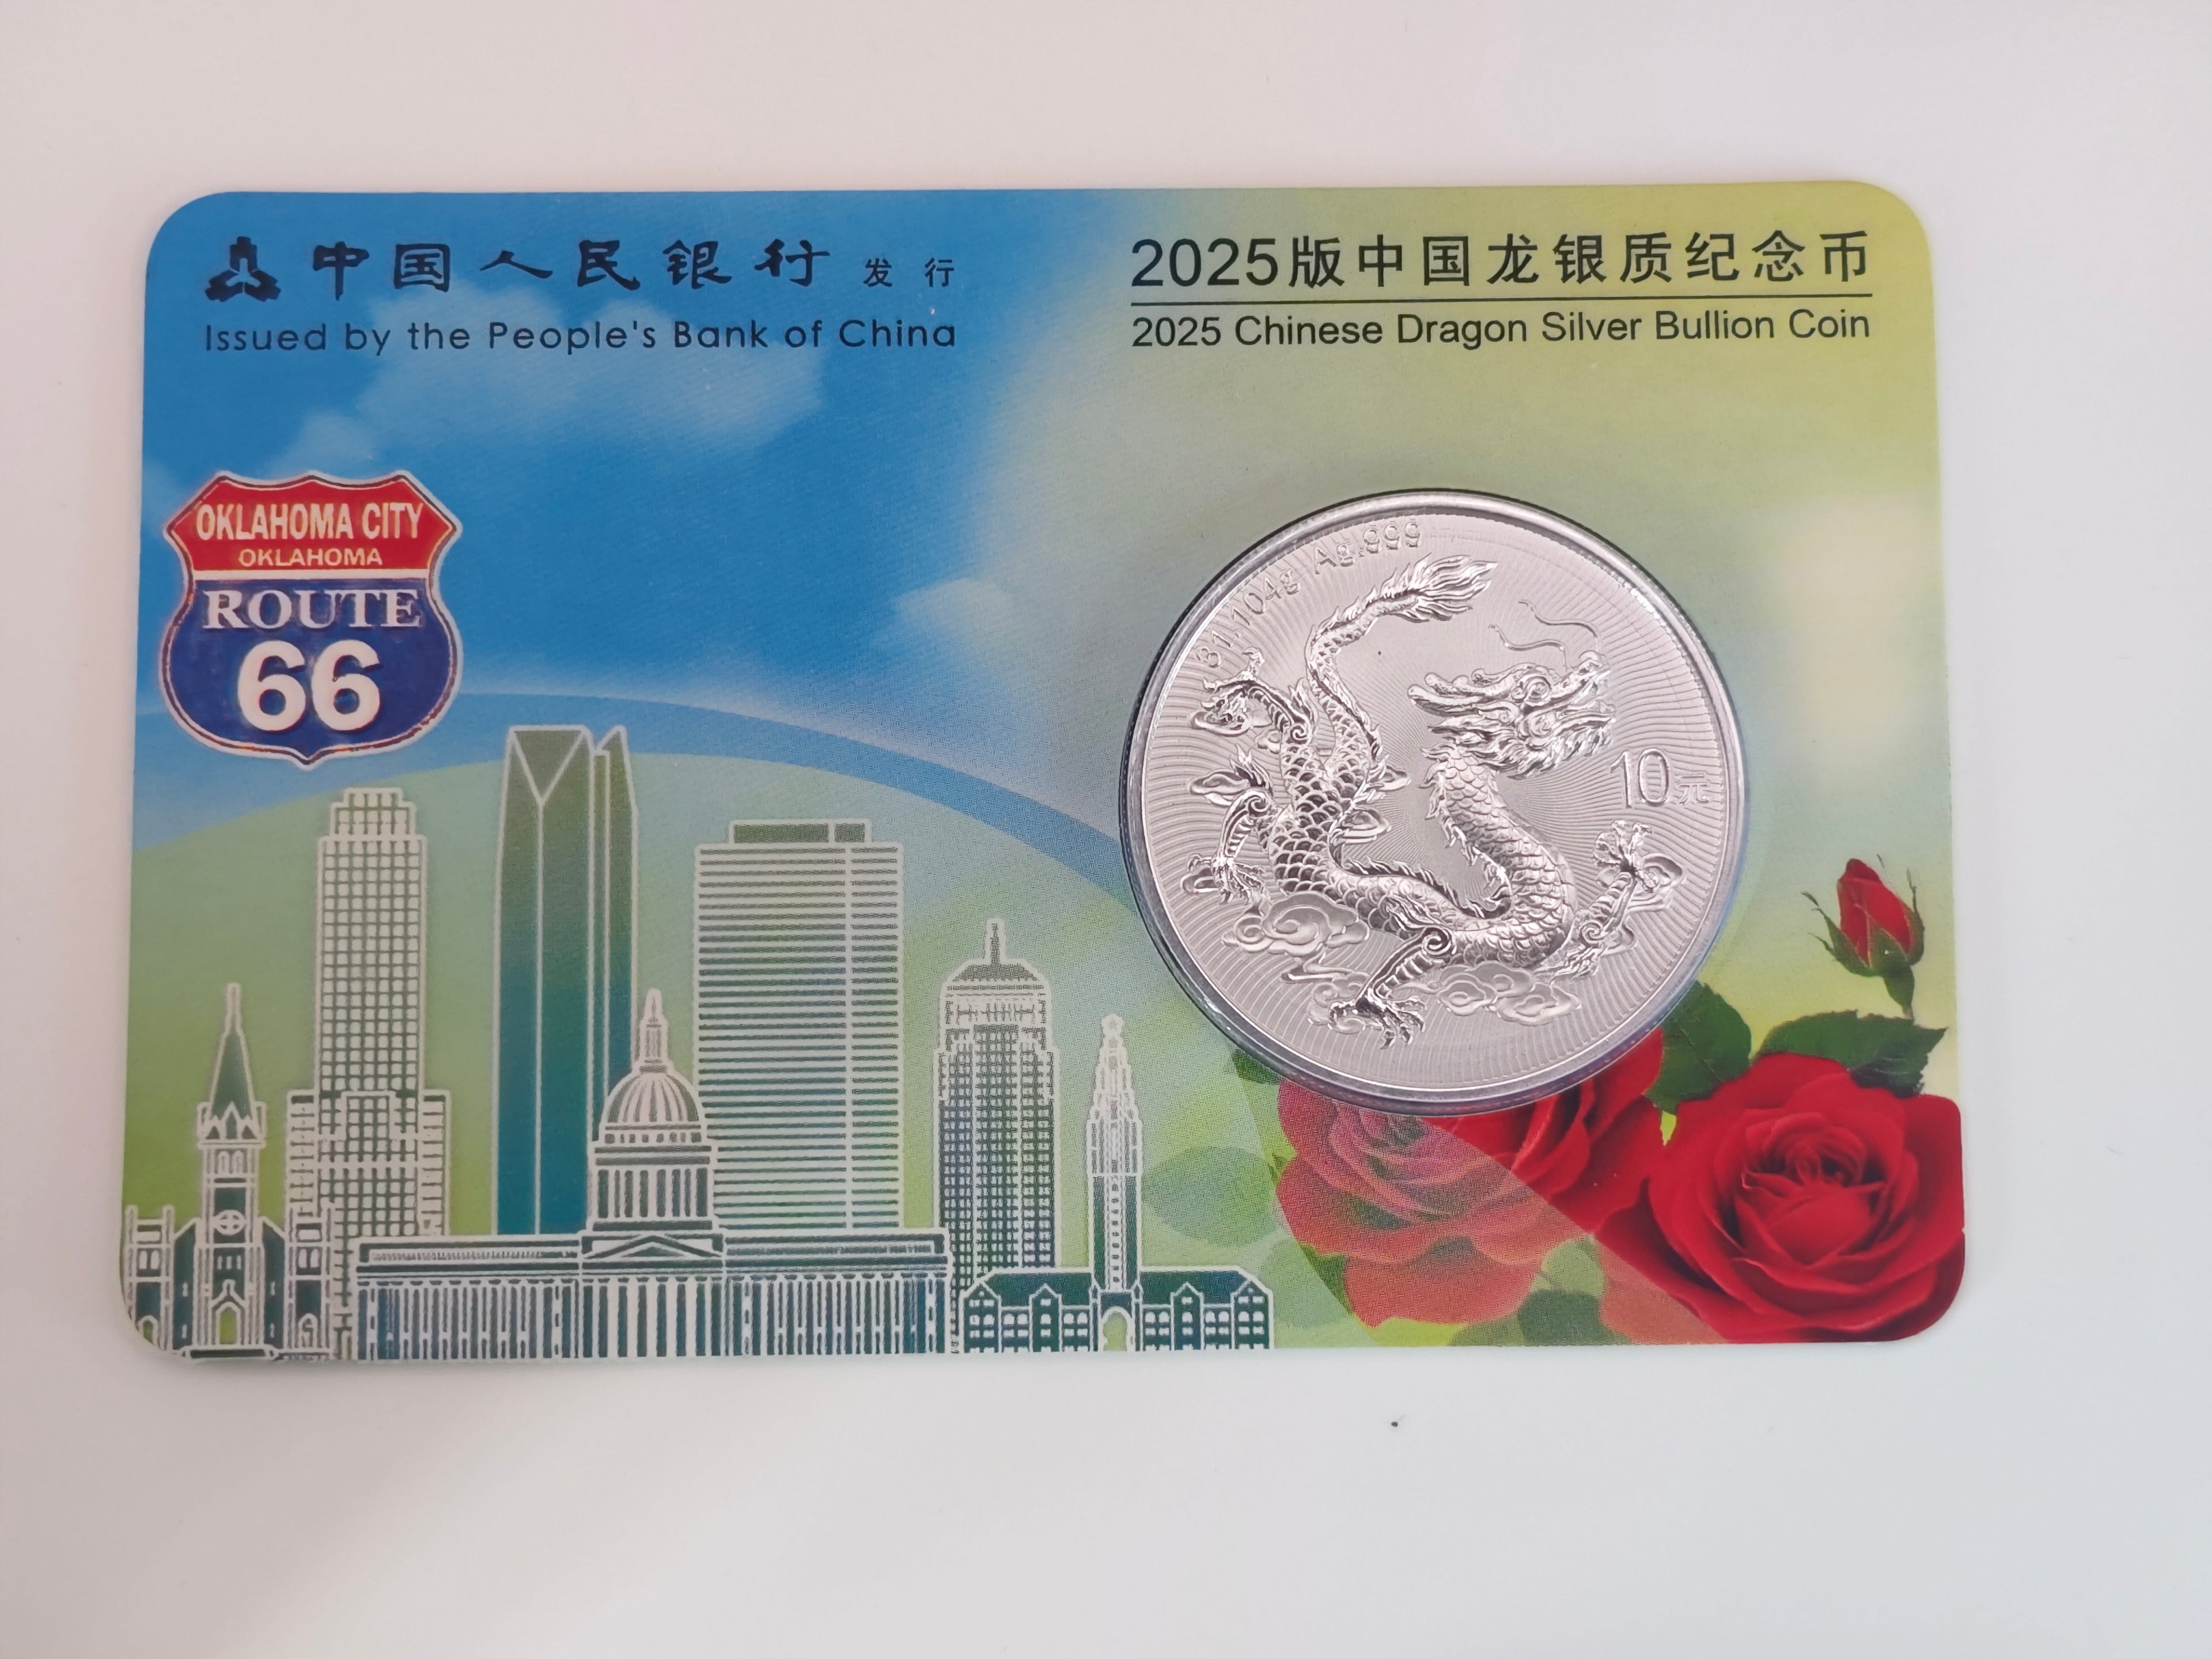 中国人民银行 发行
Issued by the People's Bank of China
2025版中国龙银质纪念币
2025 Chinese Dragon Silver Bullion Coin
OKLAHOMA CITY
OKLAHOMA
ROUTE
66
31.104g Ag.999
10元